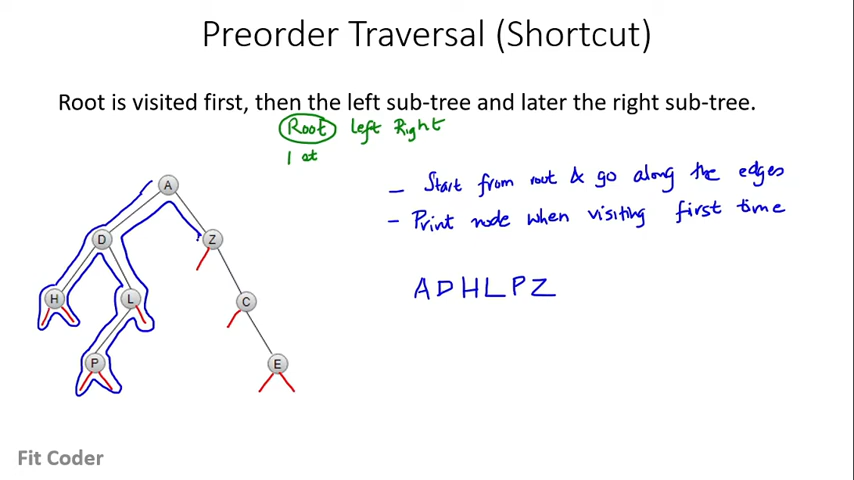 Preorder Traversal (Shortcut)
Root is visited first, then the left sub-tree and later the right sub-tree.
Root left Right
1 st
– Start from root & go along the edges
– Print node when visiting first time
A
D Z
H L C
P E
A D H L P Z
Fit Coder